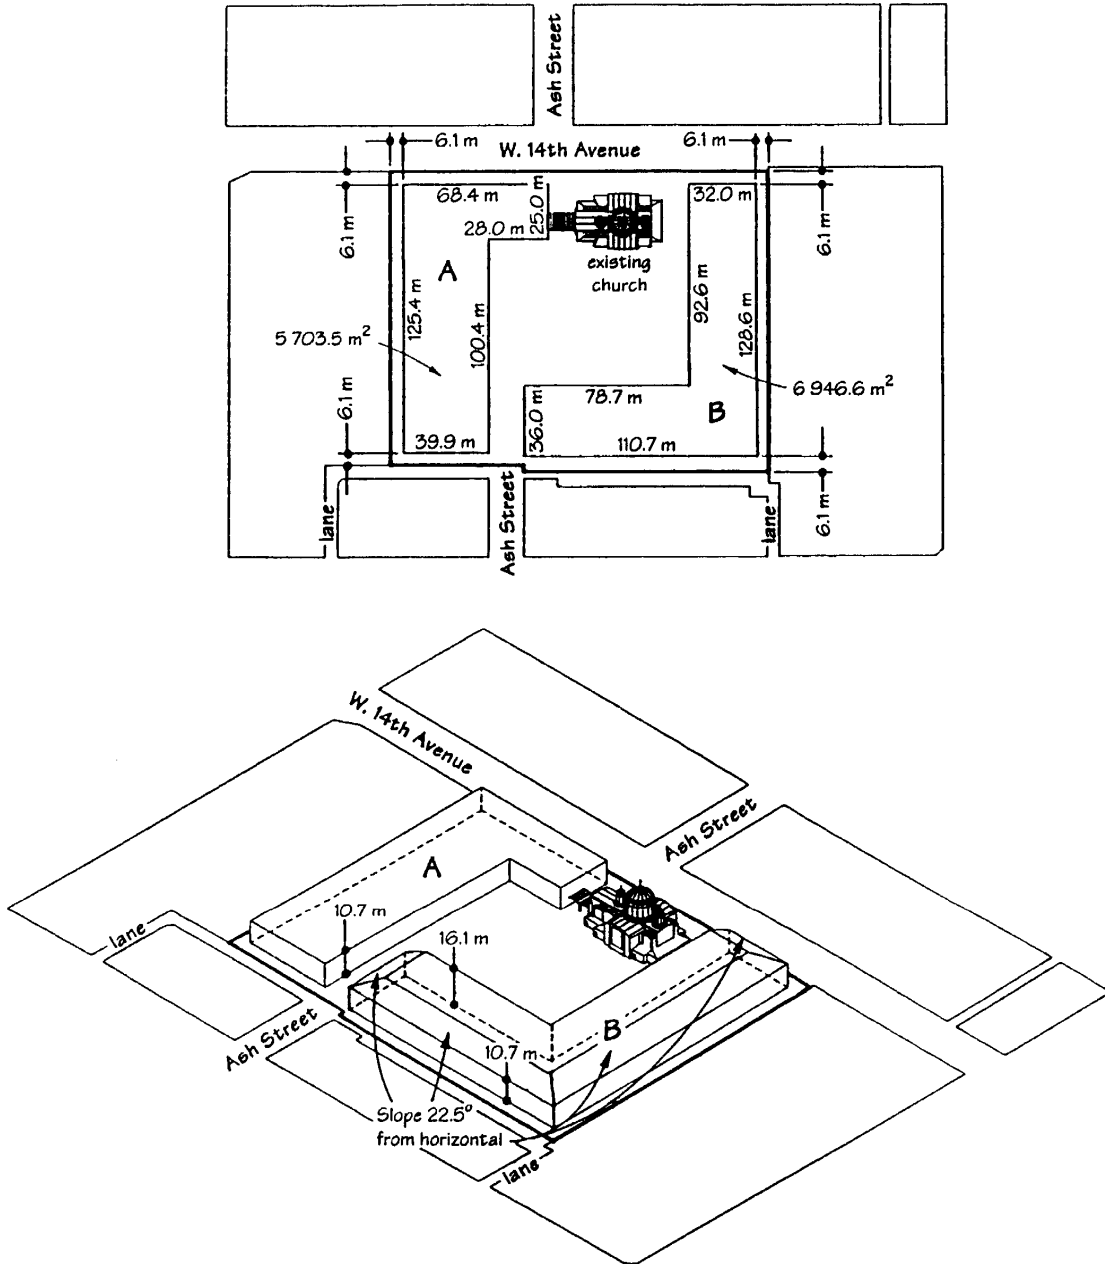 Ash Street
6.1 m
6.1 m
W. 14th Avenue
68.4 m
25.0 m
32.0 m
6.1 m
28.0 m
6.1 m
A
existing
church
125.4 m
100.4 m
92.6 m
128.6 m
5 703.5 m²
6 946.6 m²
6.1 m
78.7 m
B
36.0 m
39.9 m
110.7 m
6.1 m
lane
Ash Street
lane
W. 14th Avenue
Ash Street
A
10.7 m
16.1 m
lane
B
10.7 m
Ash Street
Slope 22.5°
from horizontal
lane